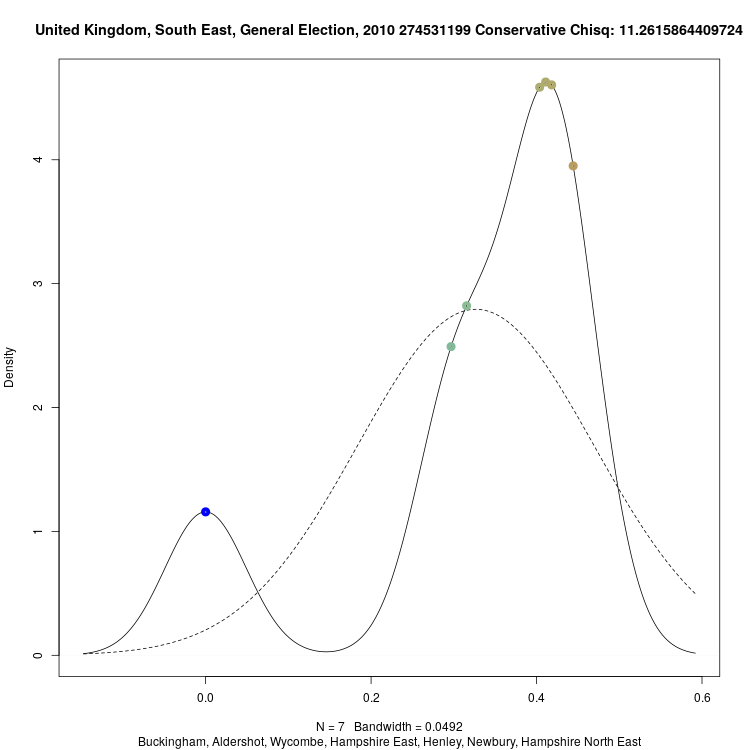 United Kingdom, South East, General Election, 2010 274531199 Conservative Chisq: 11.2615864409724
Density
4
3
2
1
0
0.0 0.2 0.4 0.6
N = 7 Bandwidth = 0.0492
Buckingham, Aldershot, Wycombe, Hampshire East, Henley, Newbury, Hampshire North East